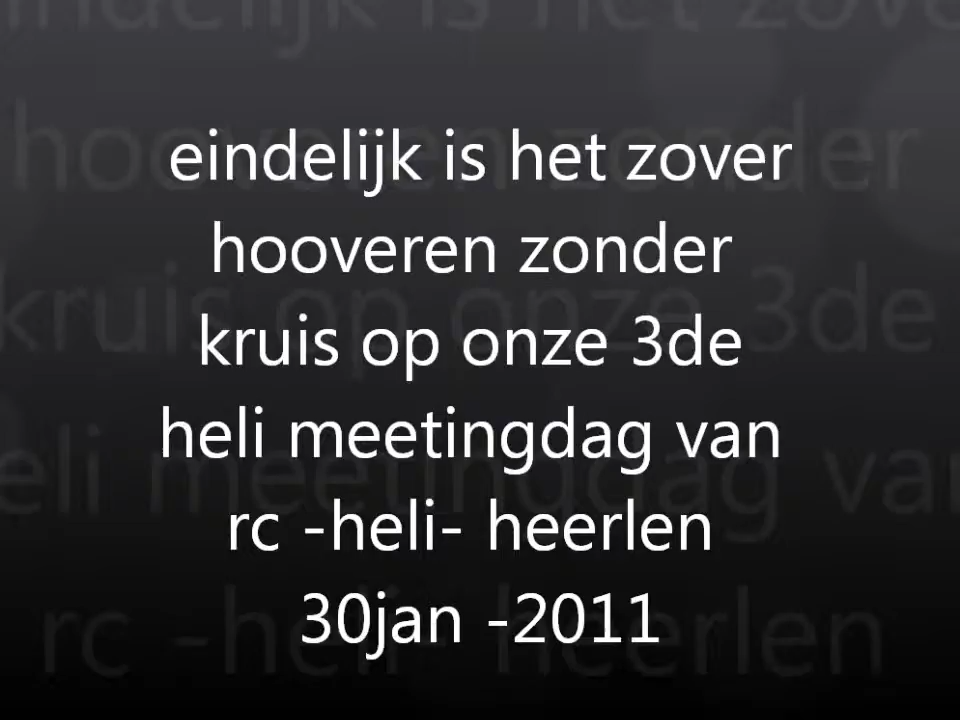 eindelijk is het zover
hooveren zonder
kruis op onze 3de
heli meetingdag van
rc -heli- heerlen
30jan -2011